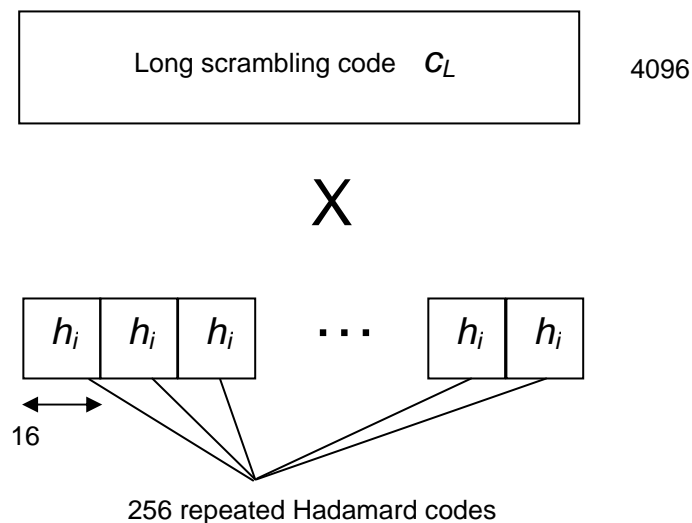 Long scrambling code c_L
4096
X
h_i h_i h_i ... h_i h_i
16
256 repeated Hadamard codes